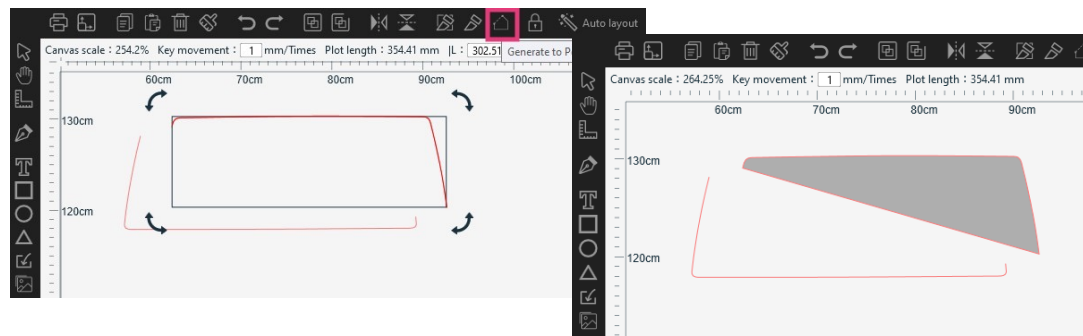 Auto layout
Canvas scale : 254.2% Key movement : 1 mm/Times Plot length : 354.41 mm |L : 302.51
Generate to P
60cm 70cm 80cm 90cm 100cm
130cm
120cm
Canvas scale : 264.25% Key movement : 1 mm/Times Plot length : 354.41 mm
60cm 70cm 80cm 90cm
130cm
120cm